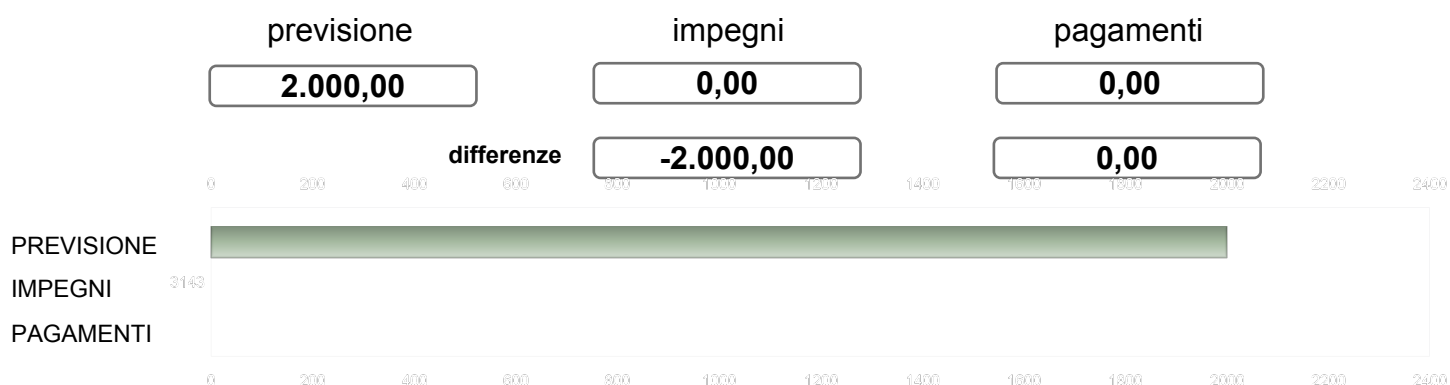 previsione impegni pagamenti
2.000,00 0,00 0,00
differenze -2.000,00 0,00
0 200 400 600 800 1000 1200 1400 1600 1800 2000 2200 2400
PREVISIONE
3143
IMPEGNI
PAGAMENTI
0 200 400 600 800 1000 1200 1400 1600 1800 2000 2200 2400